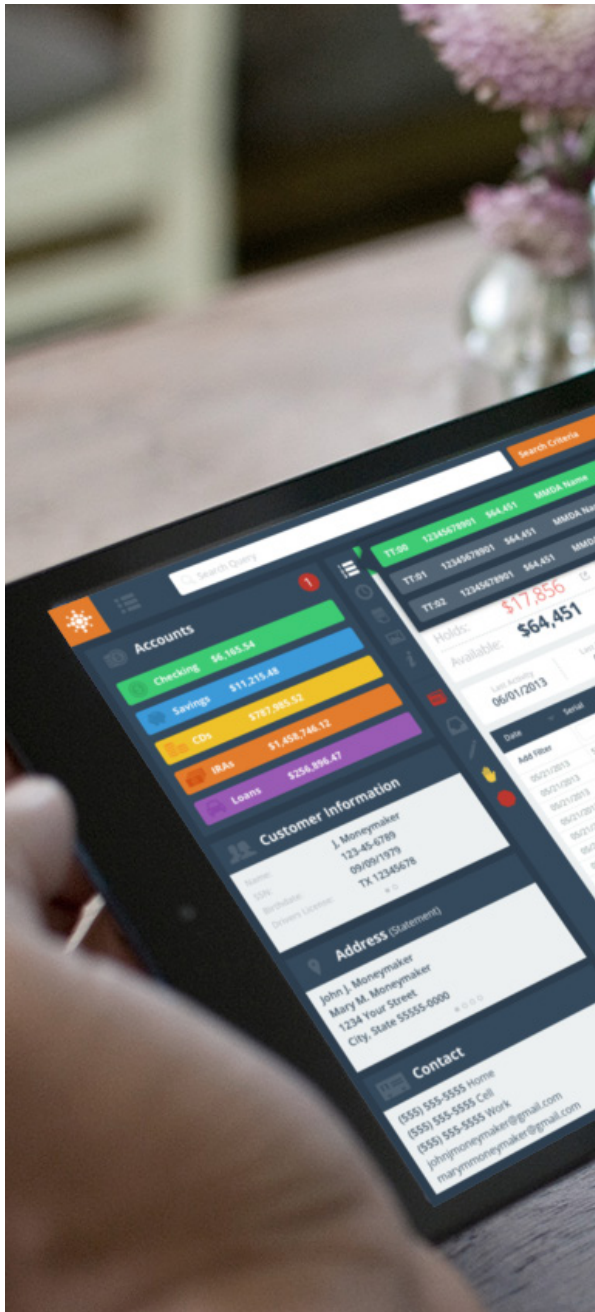 Search Query
Search Criteria
1
Accounts
Checking $6,165.54
Savings $11,215.48
CDs $787,985.52
IRAs $1,458,746.12
Loans $256,896.47
Customer Information
Name: J. Moneymaker
SSN: 123-45-6789
Birthdate: 09/09/1979
Drivers License: TX 12345678
Address (Statement)
John J. Moneymaker
Mary M. Moneymaker
1234 Your Street
City, State 55555-0000
Contact
(555) 555-5555 Home
(555) 555-5555 Cell
(555) 555-5555 Work
johnjmoneymaker@gmail.com
marymmoneymaker@gmail.com
TT:00 12345678901 $64,451 MMDA Name
TT:01 12345678901 $64,451 MMDA Na
TT:02 12345678901 $64,451 MMDA
Holds: $17,856
Available: $64,451
Last Activity
06/01/2013
Date Serial
Add Filter
05/21/2013
05/21/2013
05/21/2013
05/21/201